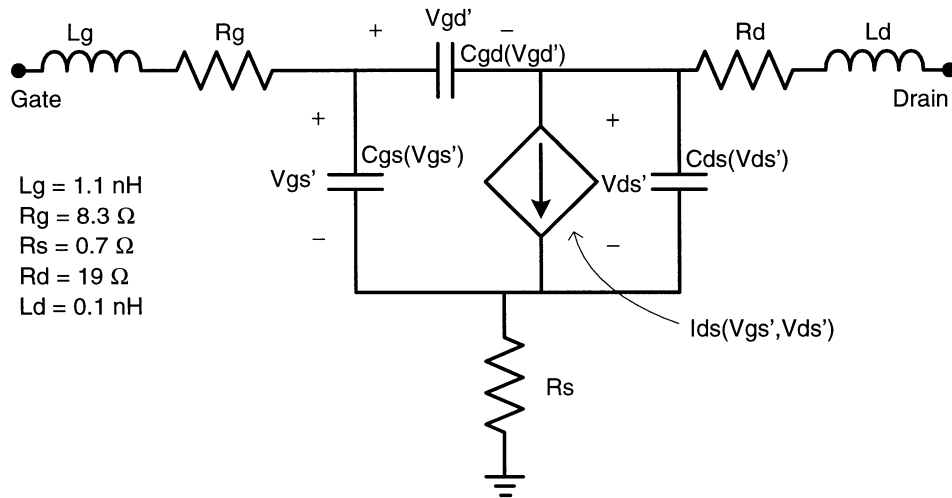 Vgd'
Lg
Rg
+
–
Rd
Ld
Cgd(Vgd')
Gate
Drain
+
+
Cgs(Vgs')
Cds(Vds')
Vgs'
Vds'
Lg = 1.1 nH
Rg = 8.3 Ω
Rs = 0.7 Ω
Rd = 19 Ω
Ld = 0.1 nH
–
–
Ids(Vgs',Vds')
Rs